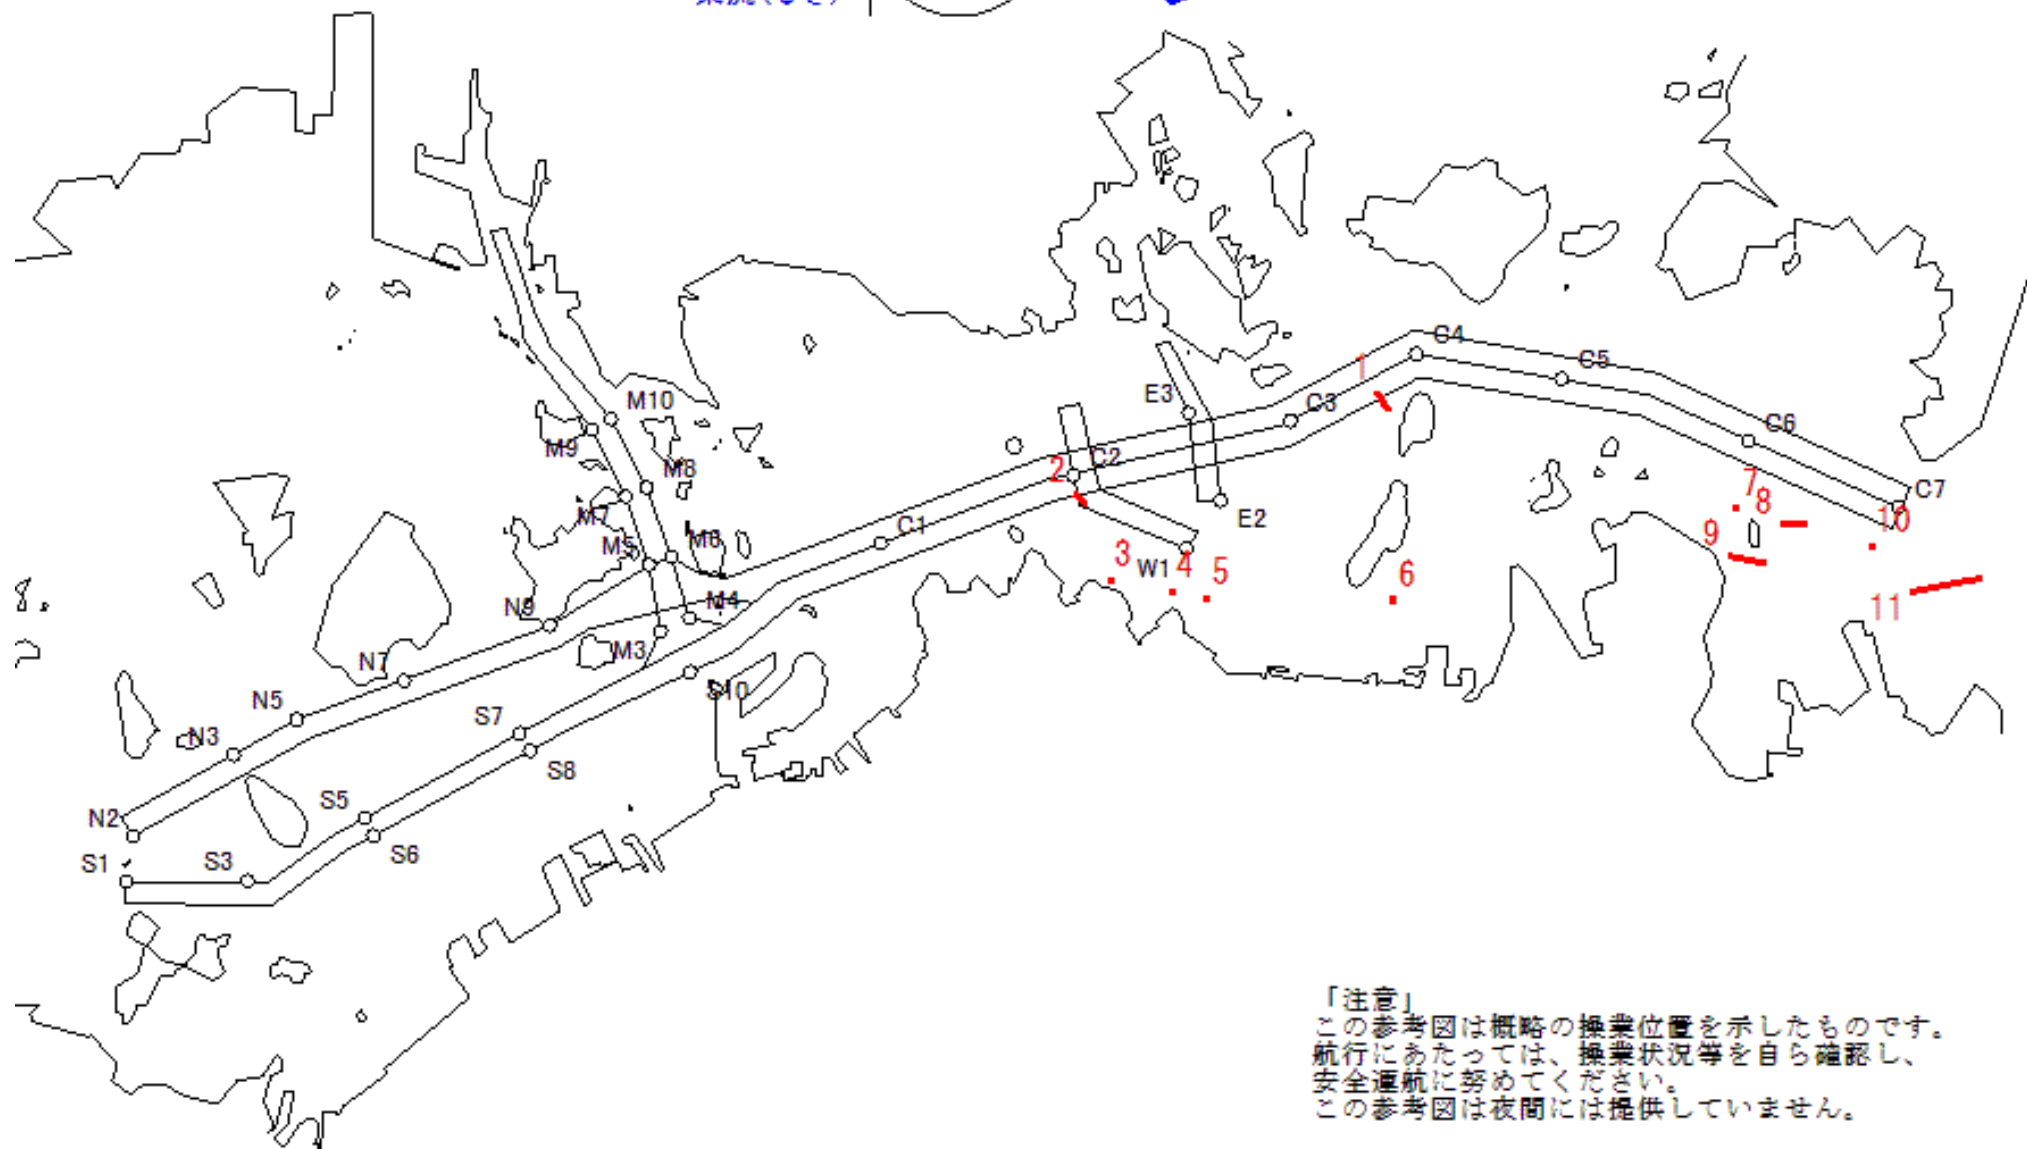 C4
1
C5
E3
M10
C3
C6
M9
2
C2
M8
7
C7
8
M7
E2
10
C1
9
M5
M6
3
W1
4
5
6
N9
M4
11
M3
N7
S10
N5
S7
N3
S8
S5
N2
S6
S1
S3
「注意」
この参考図は概略の操業位置を示したものです。
航行にあたっては、操業状況等を自ら確認し、
安全運航に努めてください。
この参考図は夜間には提供していません。